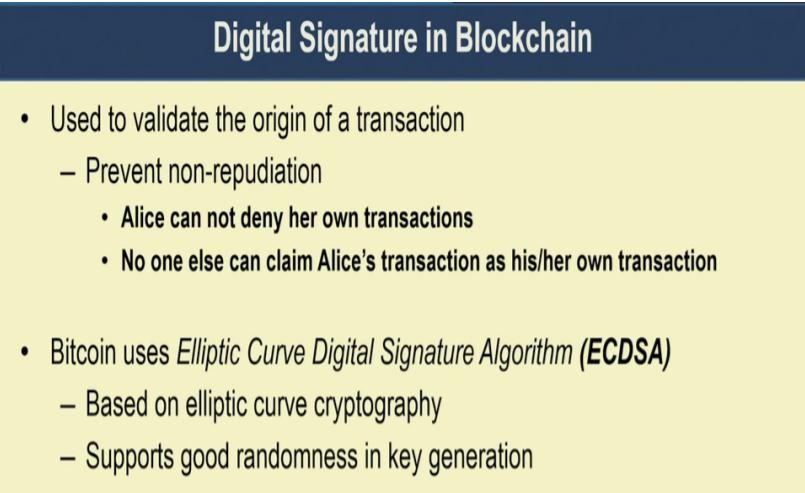 Digital Signature in Blockchain
• Used to validate the origin of a transaction
– Prevent non-repudiation
• Alice can not deny her own transactions
• No one else can claim Alice's transaction as his/her own transaction
• Bitcoin uses Elliptic Curve Digital Signature Algorithm (ECDSA)
– Based on elliptic curve cryptography
– Supports good randomness in key generation